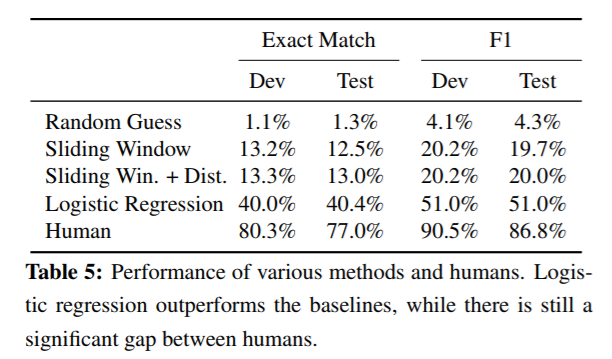 Exact Match F1
Dev Test Dev Test
Random Guess 1.1% 1.3% 4.1% 4.3%
Sliding Window 13.2% 12.5% 20.2% 19.7%
Sliding Win. + Dist. 13.3% 13.0% 20.2% 20.0%
Logistic Regression 40.0% 40.4% 51.0% 51.0%
Human 80.3% 77.0% 90.5% 86.8%
Table 5: Performance of various methods and humans. Logis-
tic regression outperforms the baselines, while there is still a
significant gap between humans.